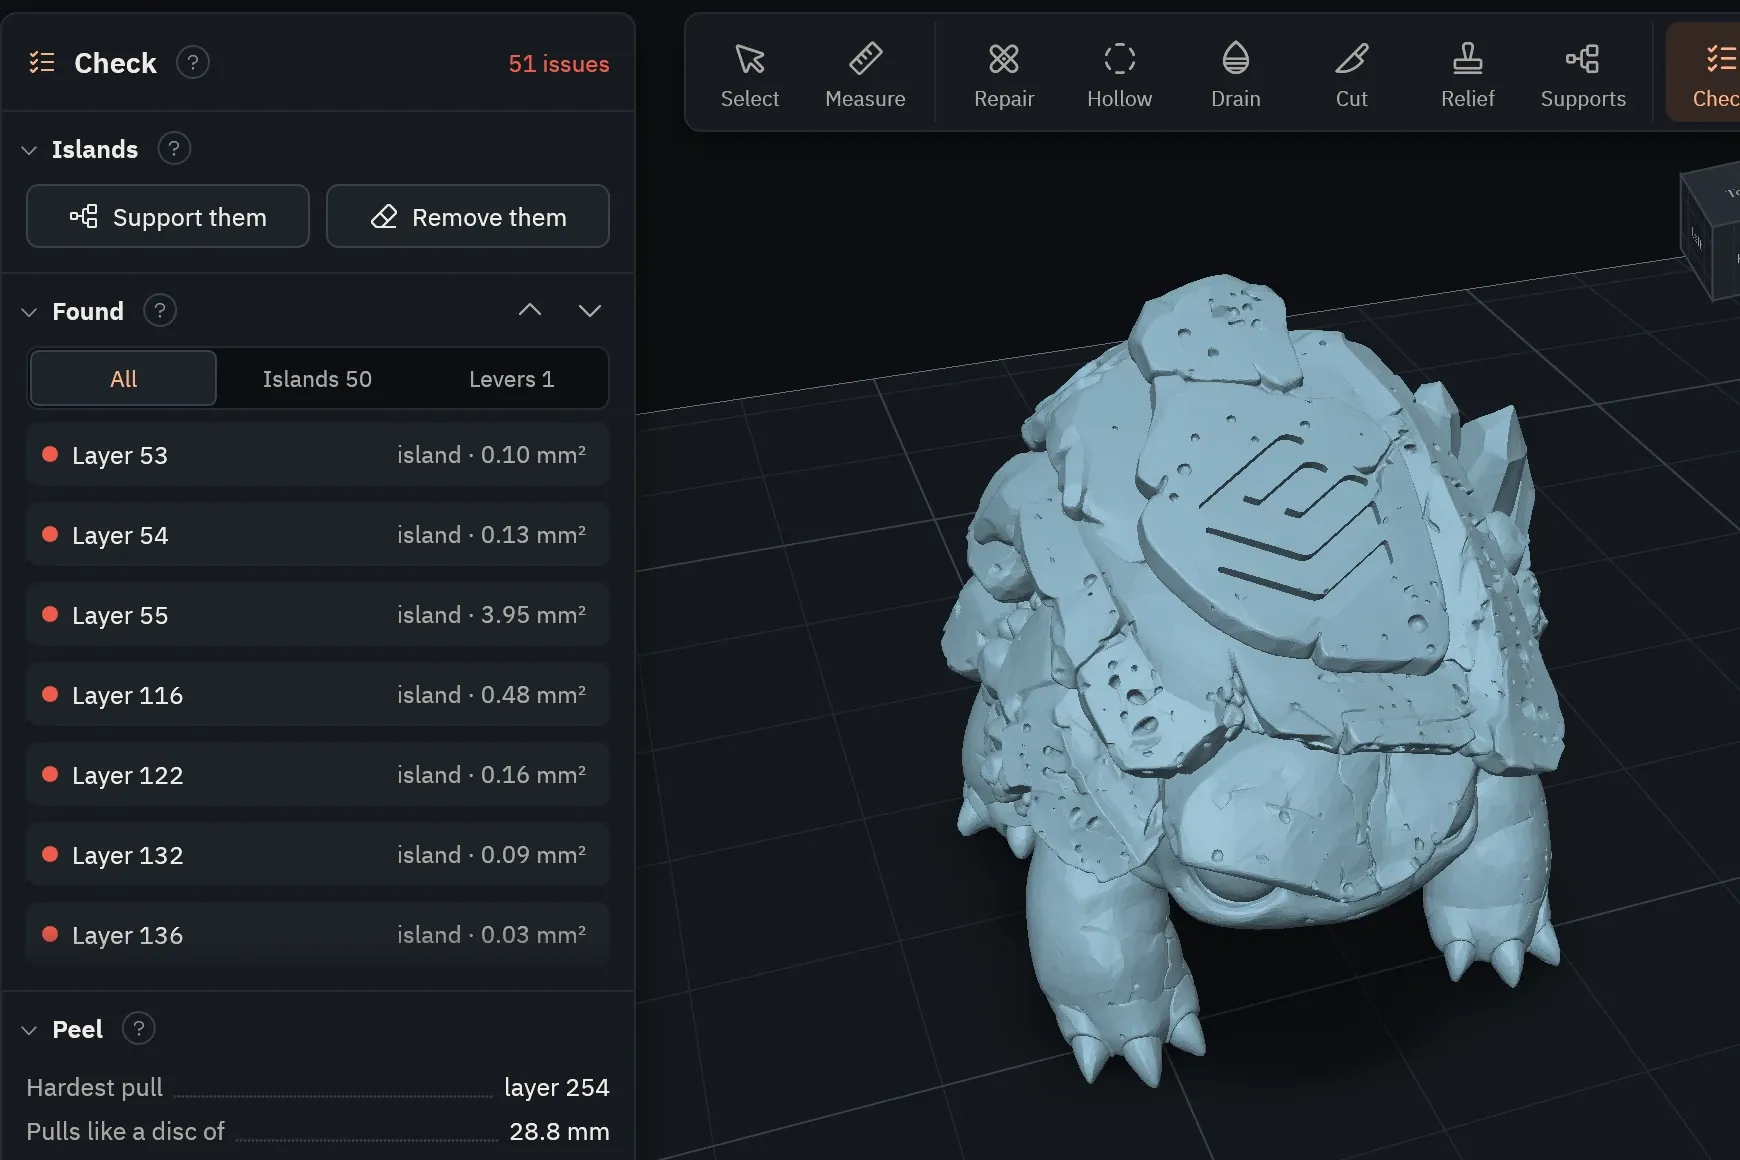 Check ? 51 issues
Islands ?
Support them
Remove them
Found ?
All
Islands 50
Levers 1
Layer 53 island · 0.10 mm²
Layer 54 island · 0.13 mm²
Layer 55 island · 3.95 mm²
Layer 116 island · 0.48 mm²
Layer 122 island · 0.16 mm²
Layer 132 island · 0.09 mm²
Layer 136 island · 0.03 mm²
Peel ?
Hardest pull layer 254
Pulls like a disc of 28.8 mm
Select
Measure
Repair
Hollow
Drain
Cut
Relief
Supports
Chec